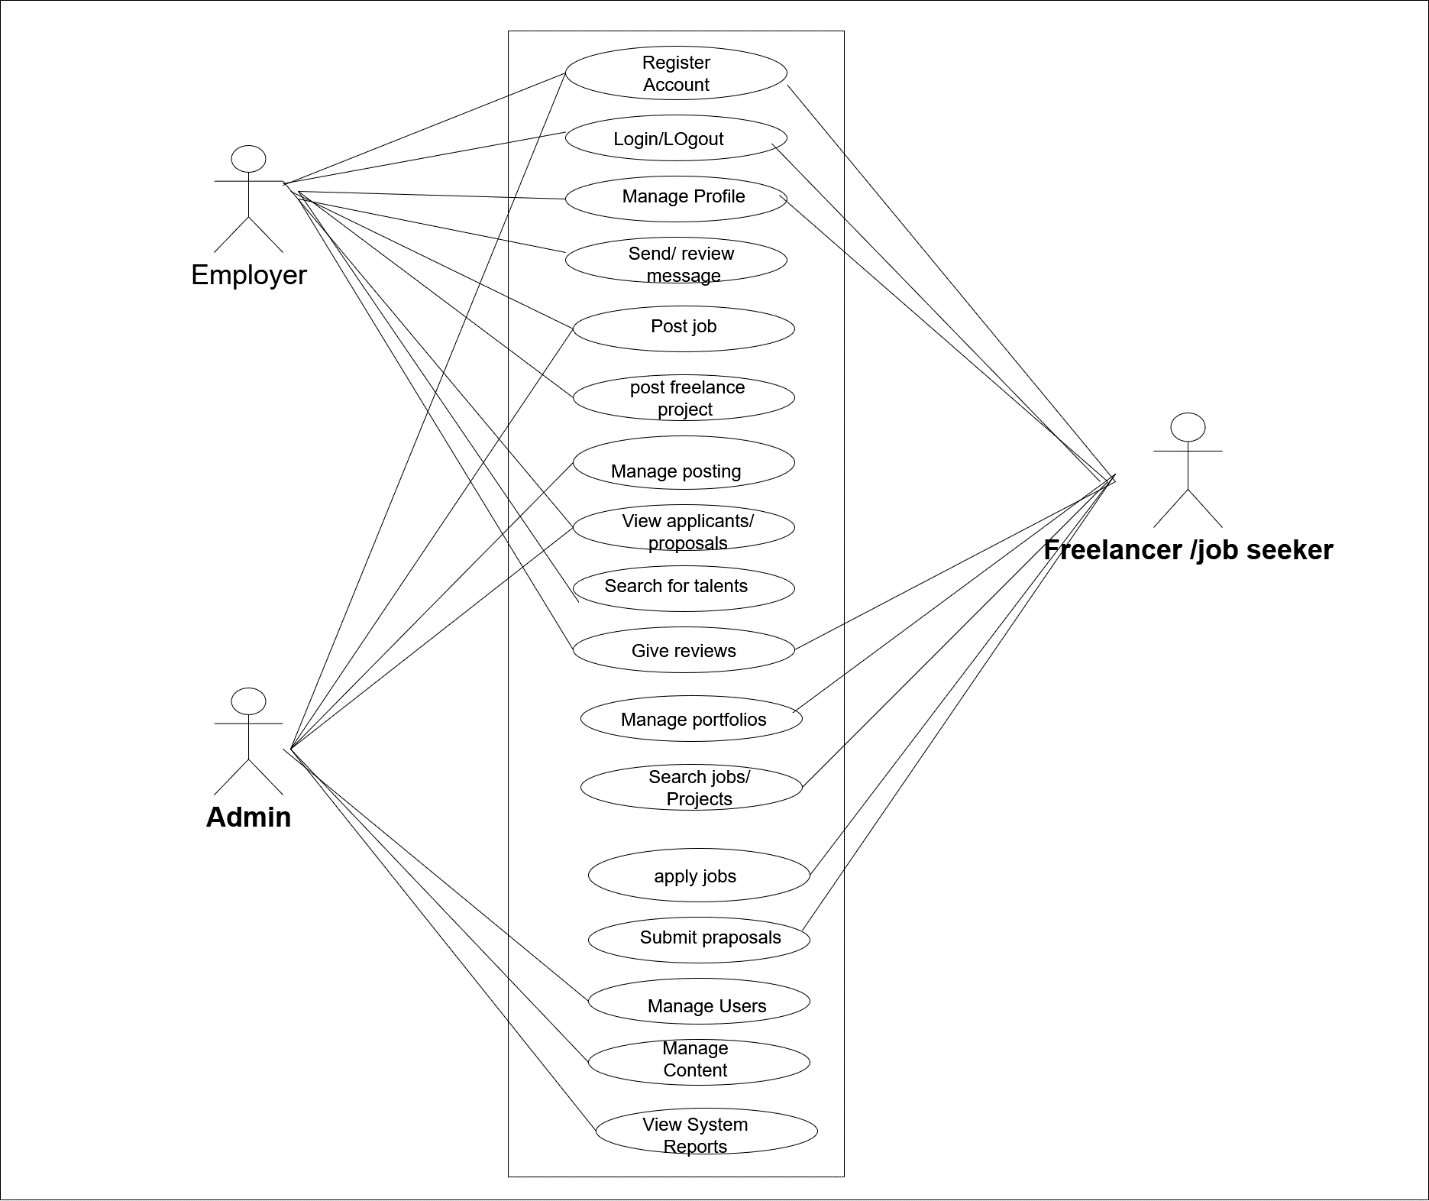 Register
Account
Login/LOgout
Manage Profile
Send/ review
message
Employer
Post job
post freelance
project
Manage posting
View applicants/
proposals
Freelancer /job seeker
Search for talents
Give reviews
Manage portfolios
Search jobs/
Projects
Admin
apply jobs
Submit praposals
Manage Users
Manage
Content
View System
Reports